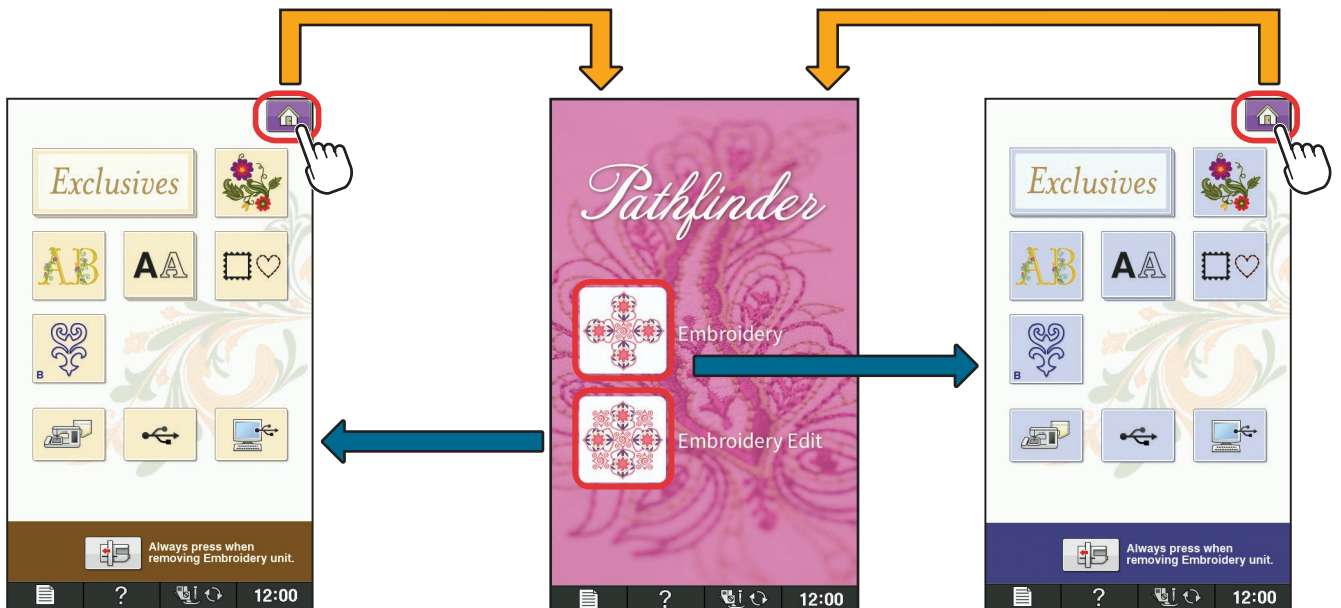 Exclusives
AB
AA
B
Always press when
removing Embroidery unit.
?
12:00
Pathfinder
Embroidery
Embroidery Edit
?
12:00
Exclusives
AB
AA
B
Always press when
removing Embroidery unit.
?
12:00